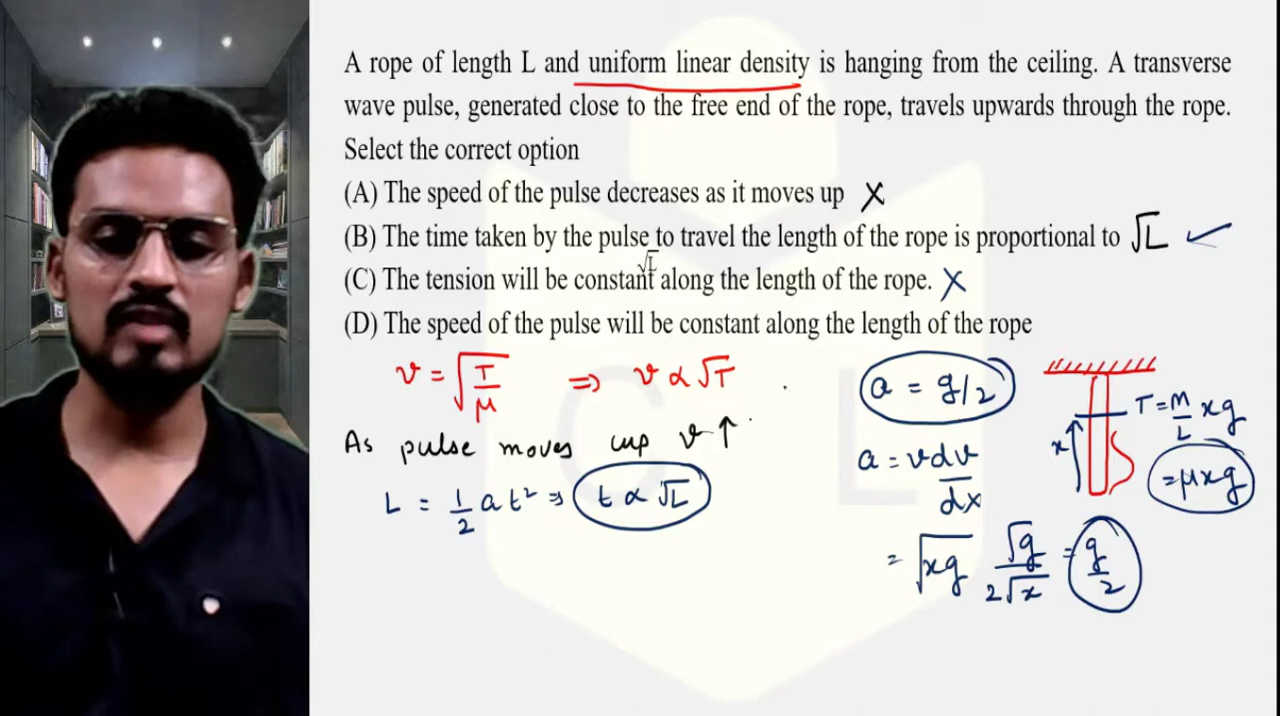 A rope of length L and uniform linear density is hanging from the ceiling. A transverse
wave pulse, generated close to the free end of the rope, travels upwards through the rope.
Select the correct option
(A) The speed of the pulse decreases as it moves up X
(B) The time taken by the pulse to travel the length of the rope is proportional to √L ✓
√L
(C) The tension will be constant along the length of the rope. X
(D) The speed of the pulse will be constant along the length of the rope
v = √(T/μ) ⇒ v ∝ √T
As pulse moves up v↑
L = 1/2 a t² ⇒ t ∝ √L
a = g/2
a = v dv/dx
= √xg √g/2√x = g/2
T = M/L xg
= μxg
x